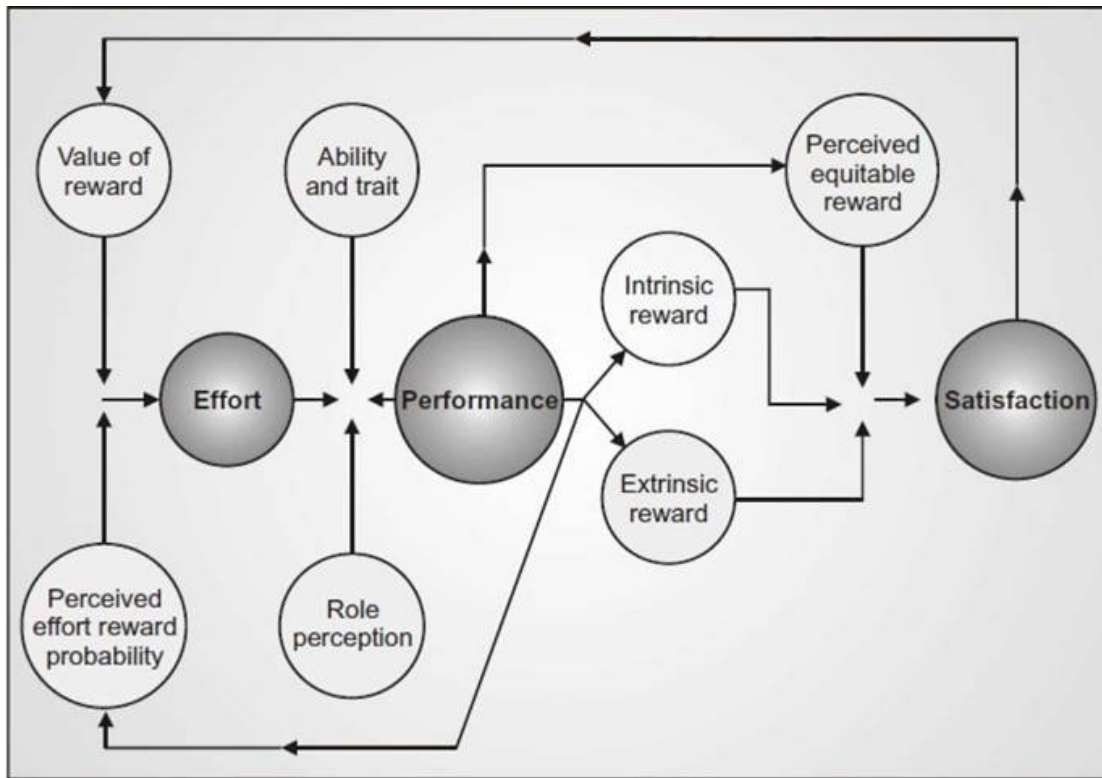 Value of
reward
Ability
and trait
Perceived
equitable
reward
Intrinsic
reward
Effort
Performance
Satisfaction
Extrinsic
reward
Perceived
effort reward
probability
Role
perception